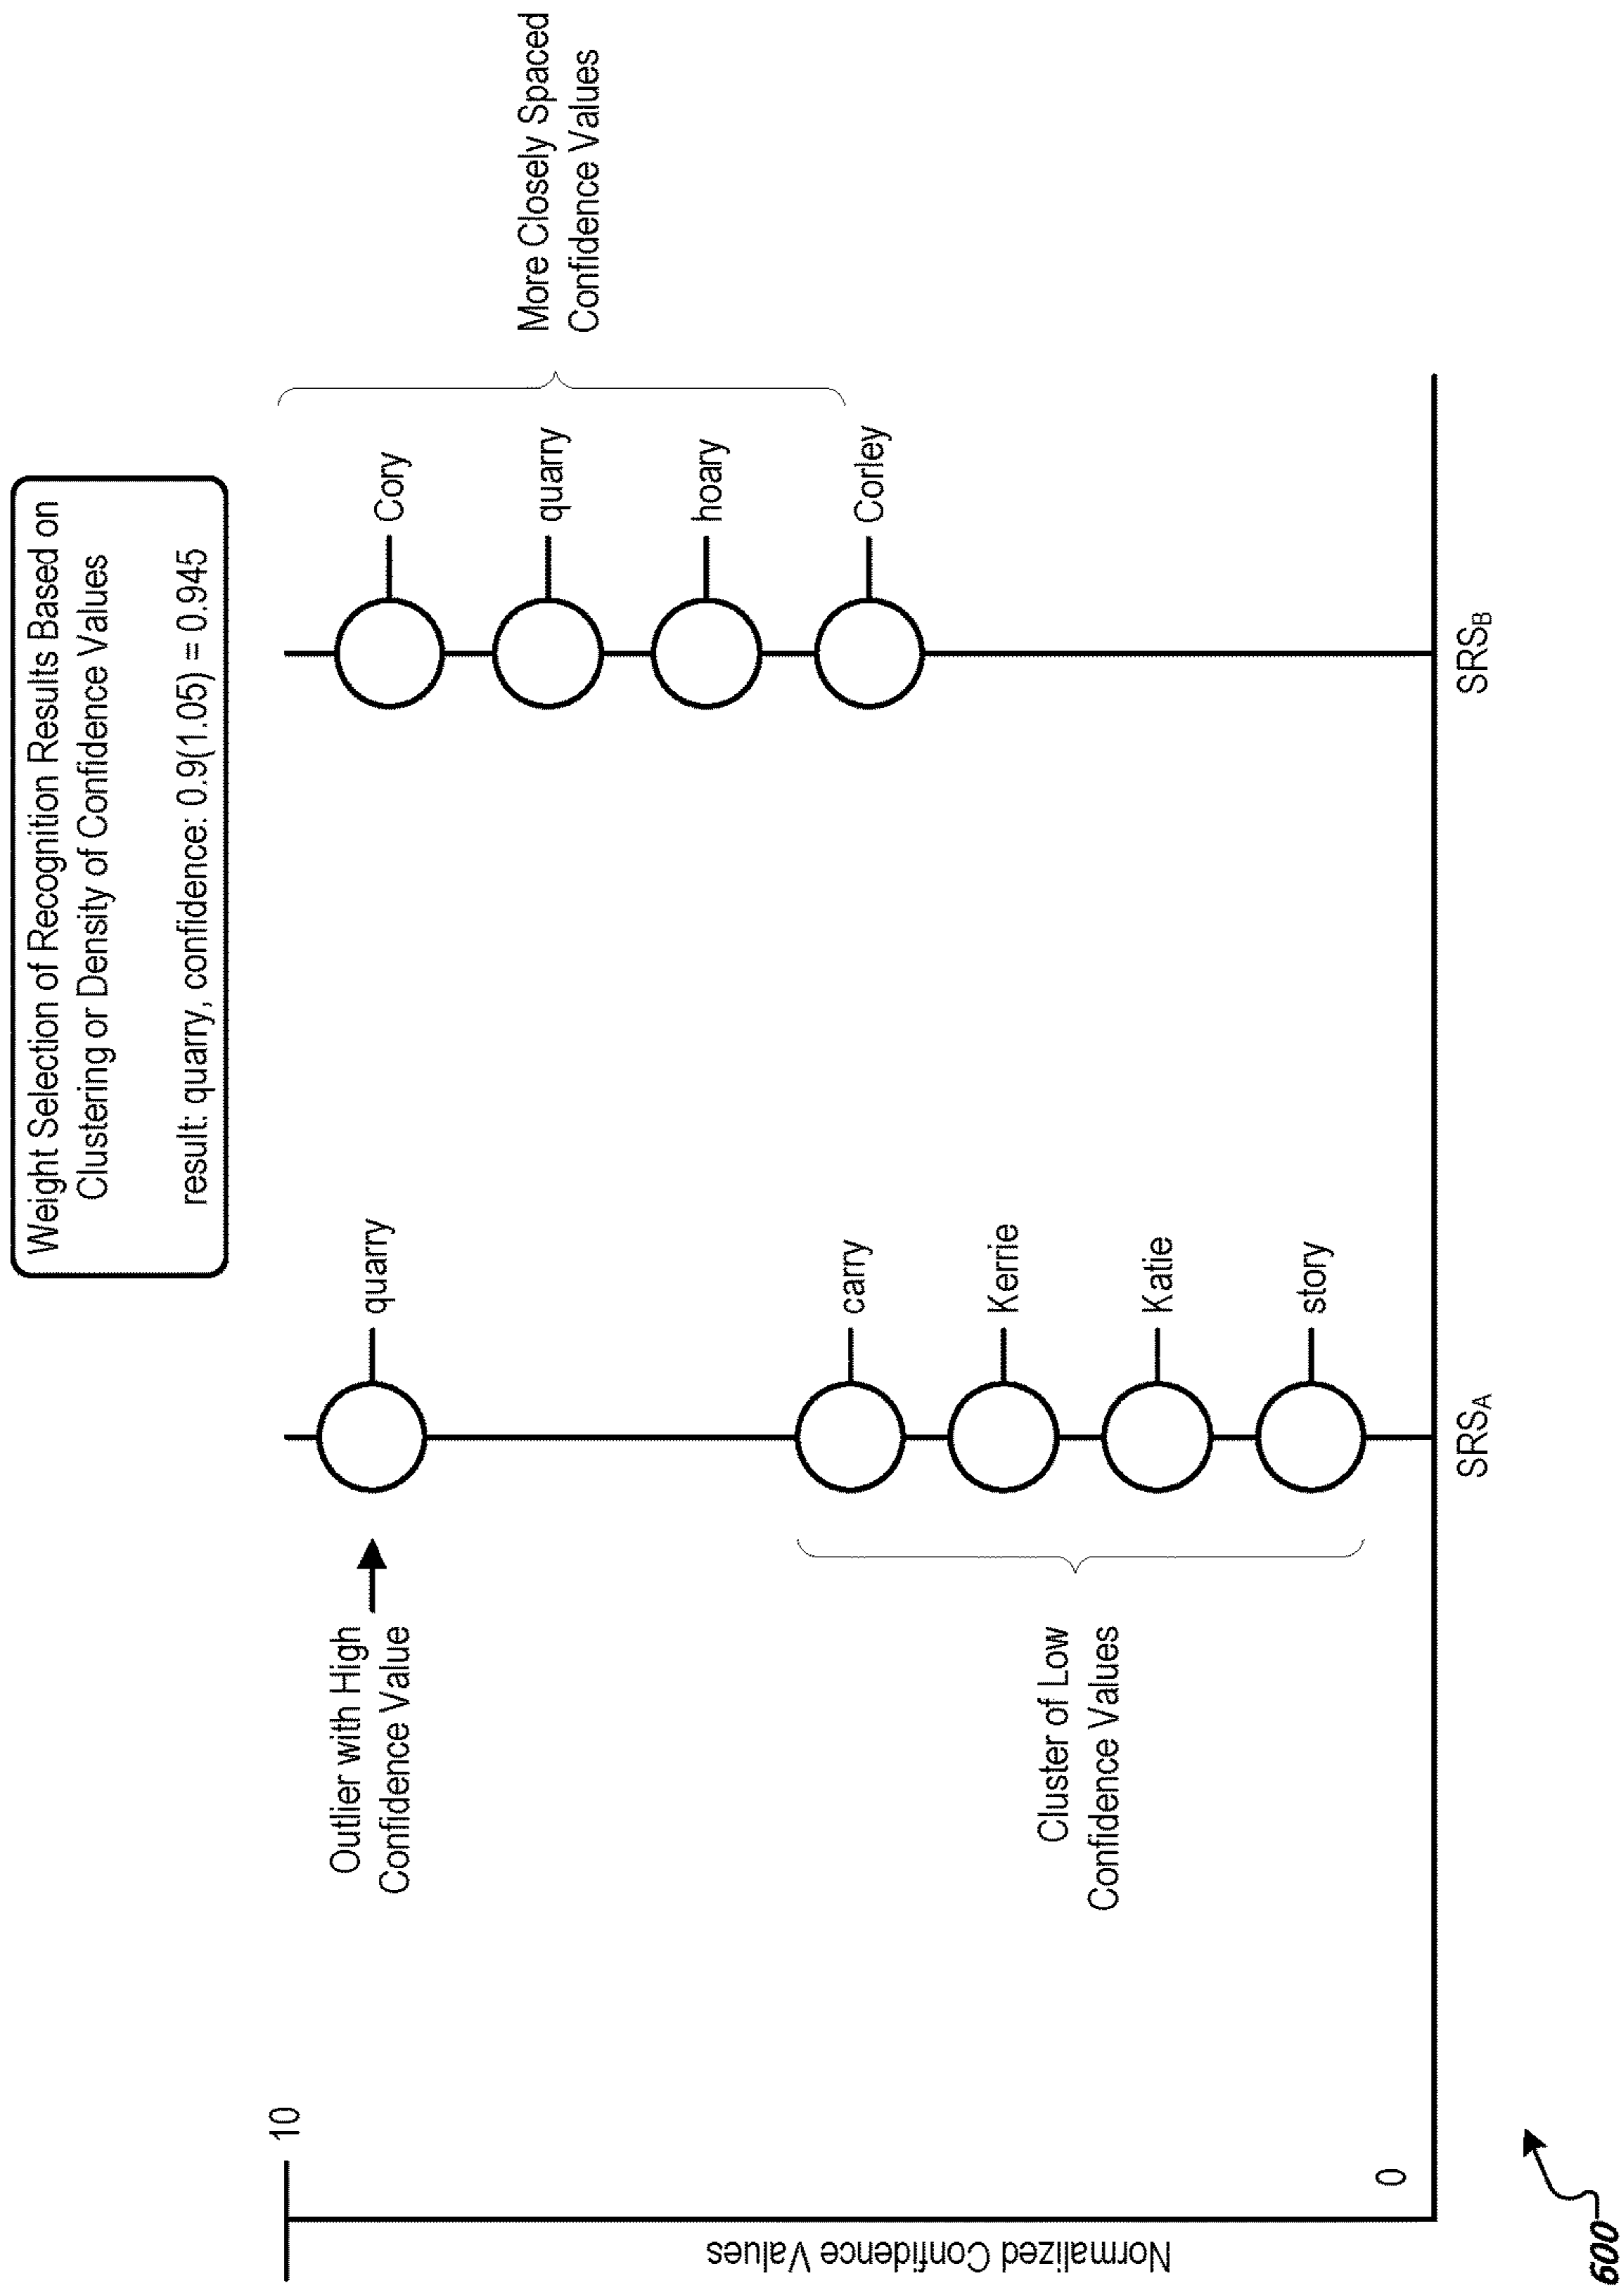 Weight Selection of Recognition Results Based on
Clustering or Density of Confidence Values
result: quarry, confidence: 0.9(1.05) = 0.945
10
Normalized Confidence Values
0
Outlier with High
Confidence Value
quarry
Cluster of Low
Confidence Values
carry
Kerrie
Katie
story
SRSA
Cory
quarry
hoary
Corley
More Closely Spaced
Confidence Values
SRSB
600